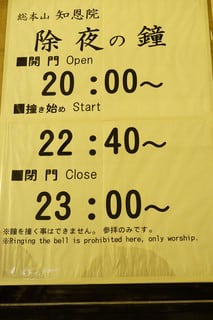 総本山 知恩院
除夜の鐘
■開 門 Open
20:00~
■撞き始め Start
22:40~
■閉 門 Close
23:00~
※鐘を撞く事はできません。 参拝のみです。
※Ringing the bell is prohibited here, only worship.